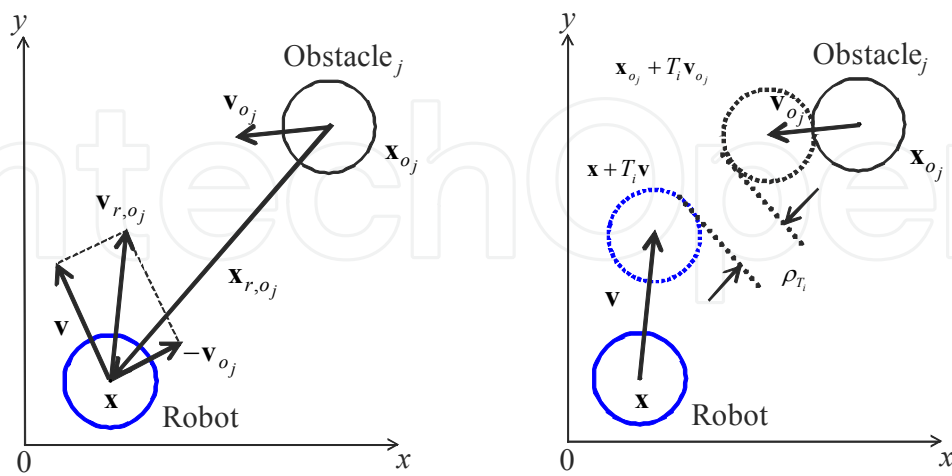 y
Obstacle_j
v_{o_j}
x_{o_j}
v_{r,o_j}
x_{r,o_j}
v
-v_{o_j}
x
Robot
0
x
y
Obstacle_j
x_{o_j} + T_i v_{o_j}
v_{o_j}
x_{o_j}
x + T_i v
ρ_{T_i}
v
x
Robot
0
x
ntechOpe